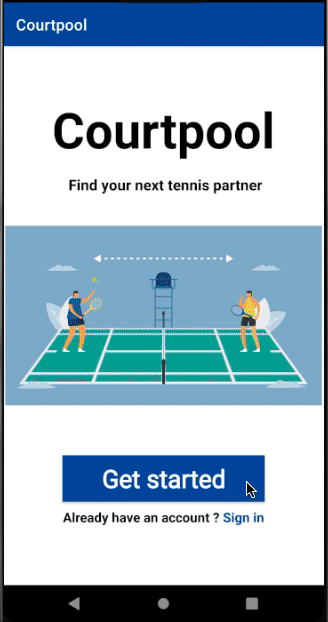 Courtpool
Courtpool
Find your next tennis partner
Get started
Already have an account ? Sign in